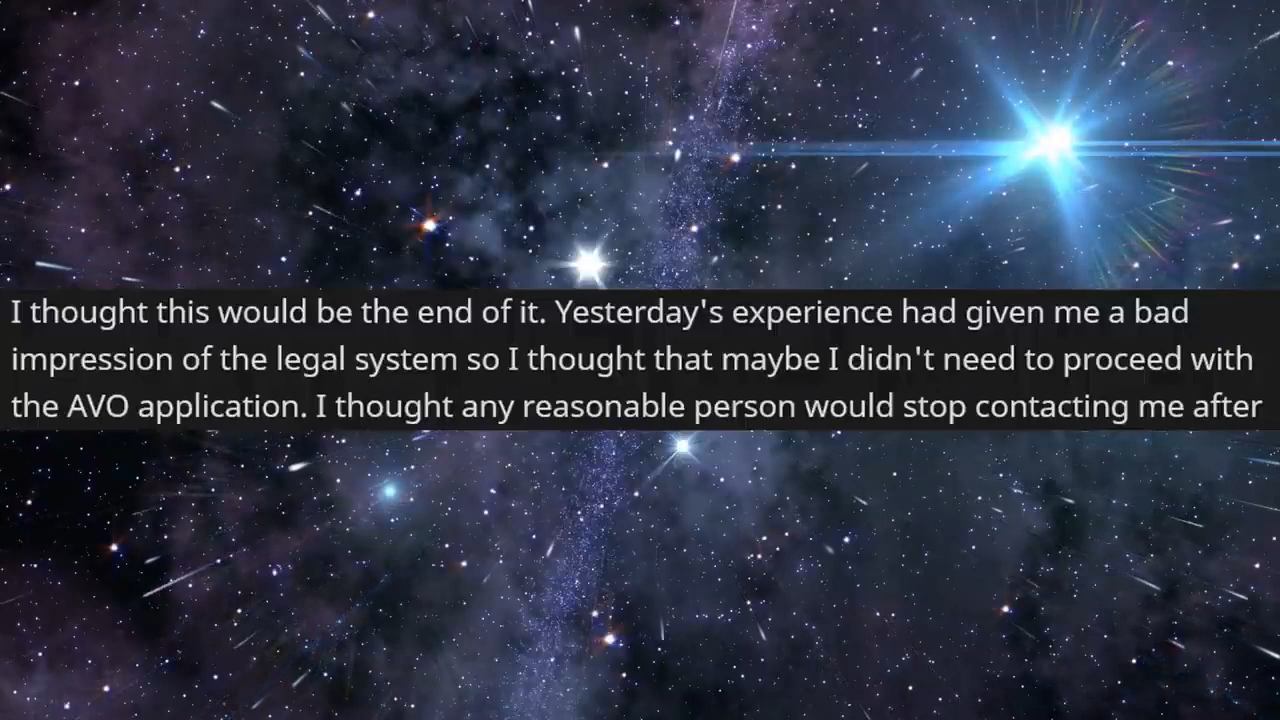 I thought this would be the end of it. Yesterday's experience had given me a bad
impression of the legal system so I thought that maybe I didn't need to proceed with
the AVO application. I thought any reasonable person would stop contacting me after